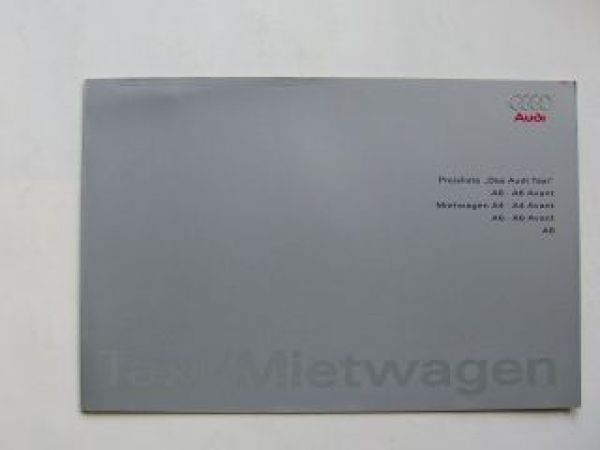 Audi
Preisliste „Das Audi Taxi"
A6 · A6 Avant
Mietwagen A4 · A4 Avant
A6 · A6 Avant
A8
Taxi/Mietwagen